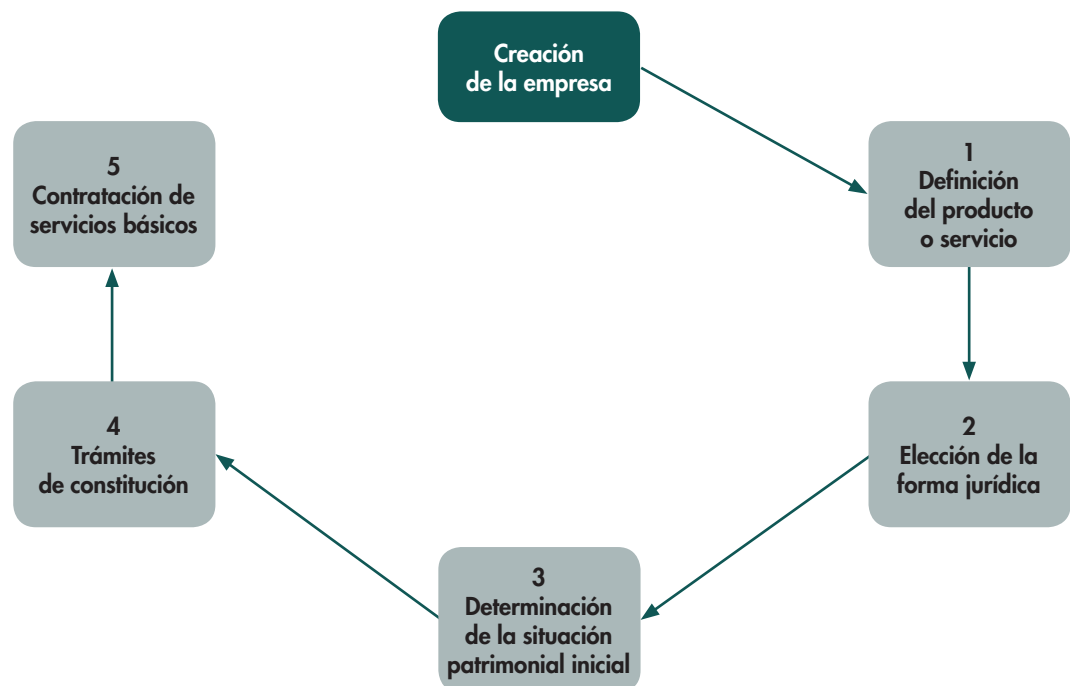 Creación
de la empresa
1
Definición
del producto
o servicio
2
Elección de la
forma jurídica
3
Determinación
de la situación
patrimonial inicial
4
Trámites
de constitución
5
Contratación de
servicios básicos